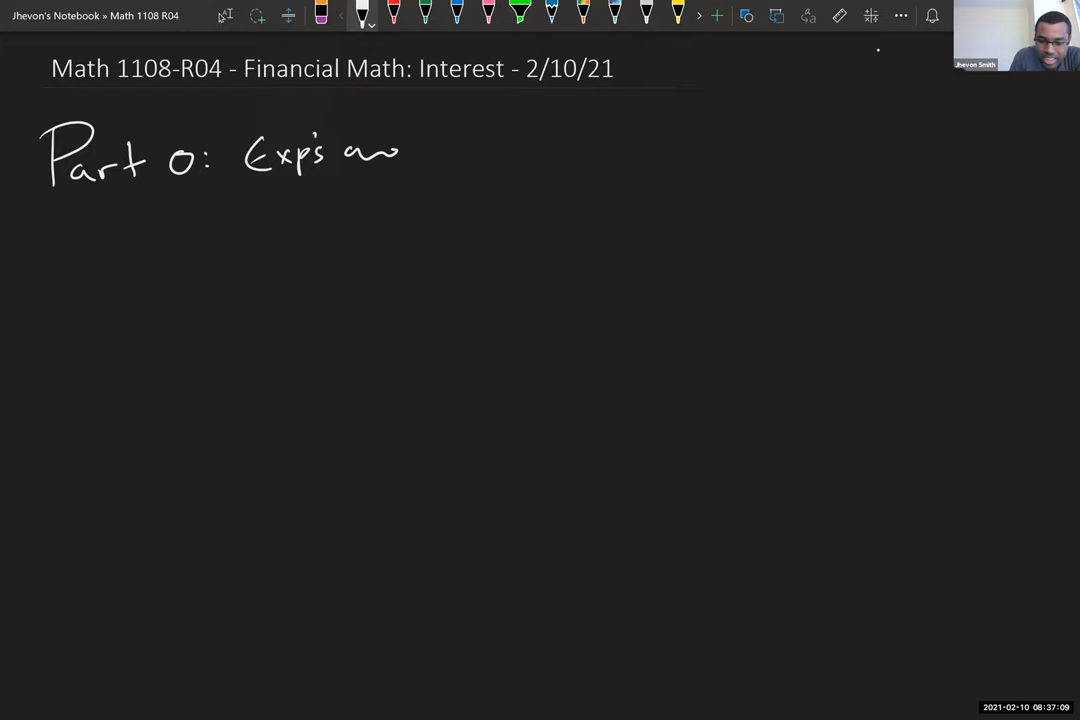 Jhevon's Notebook » Math 1108 R04
Jhevon Smith
Math 1108-R04 - Financial Math: Interest - 2/10/21
Part 0: Exp's
2021-02-10 08:37:09